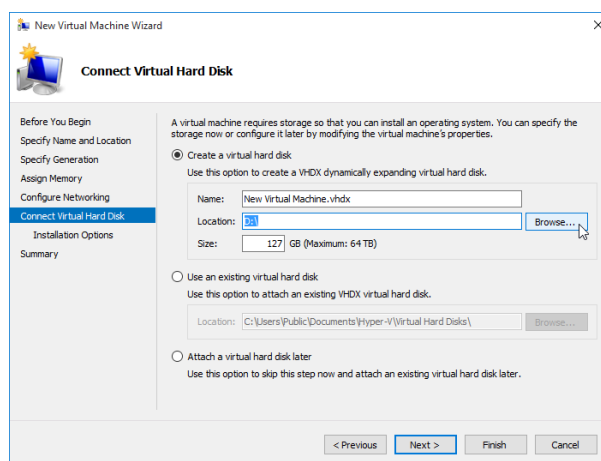 New Virtual Machine Wizard
Connect Virtual Hard Disk
Before You Begin
Specify Name and Location
Specify Generation
Assign Memory
Configure Networking
Connect Virtual Hard Disk
Installation Options
Summary
A virtual machine requires storage so that you can install an operating system. You can specify the
storage now or configure it later by modifying the virtual machine's properties.
Create a virtual hard disk
Use this option to create a VHDX dynamically expanding virtual hard disk.
Name: New Virtual Machine.vhdx
Location: D:\ Browse...
Size: 127 GB (Maximum: 64 TB)
Use an existing virtual hard disk
Use this option to attach an existing VHDX virtual hard disk.
Location: C:\Users\Public\Documents\Hyper-V\Virtual Hard Disks\ Browse...
Attach a virtual hard disk later
Use this option to skip this step now and attach an existing virtual hard disk later.
< Previous Next > Finish Cancel